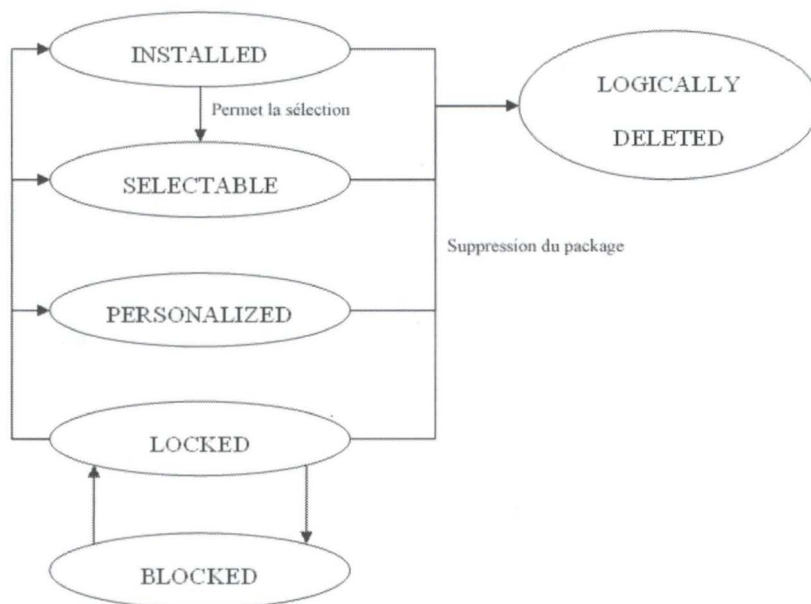 INSTALLED
LOGICALLY
DELETED
Permet la sélection
SELECTABLE
Suppression du package
PERSONALIZED
LOCKED
BLOCKED